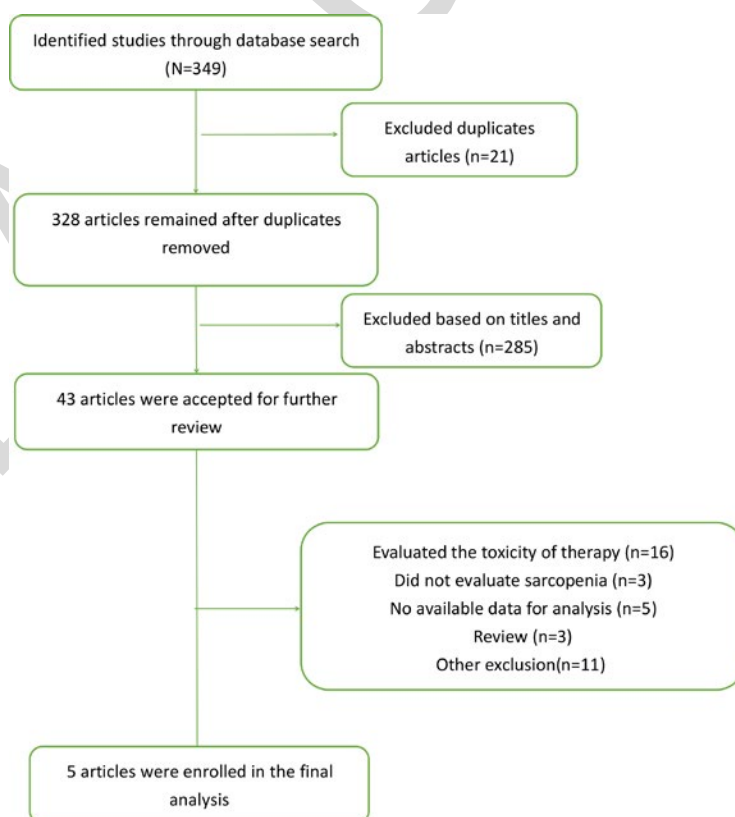 Identified studies through database search
(N=349)
Excluded duplicates
articles (n=21)
328 articles remained after duplicates
removed
Excluded based on titles and
abstracts (n=285)
43 articles were accepted for further
review
Evaluated the toxicity of therapy (n=16)
Did not evaluate sarcopenia (n=3)
No available data for analysis (n=5)
Review (n=3)
Other exclusion(n=11)
5 articles were enrolled in the final
analysis